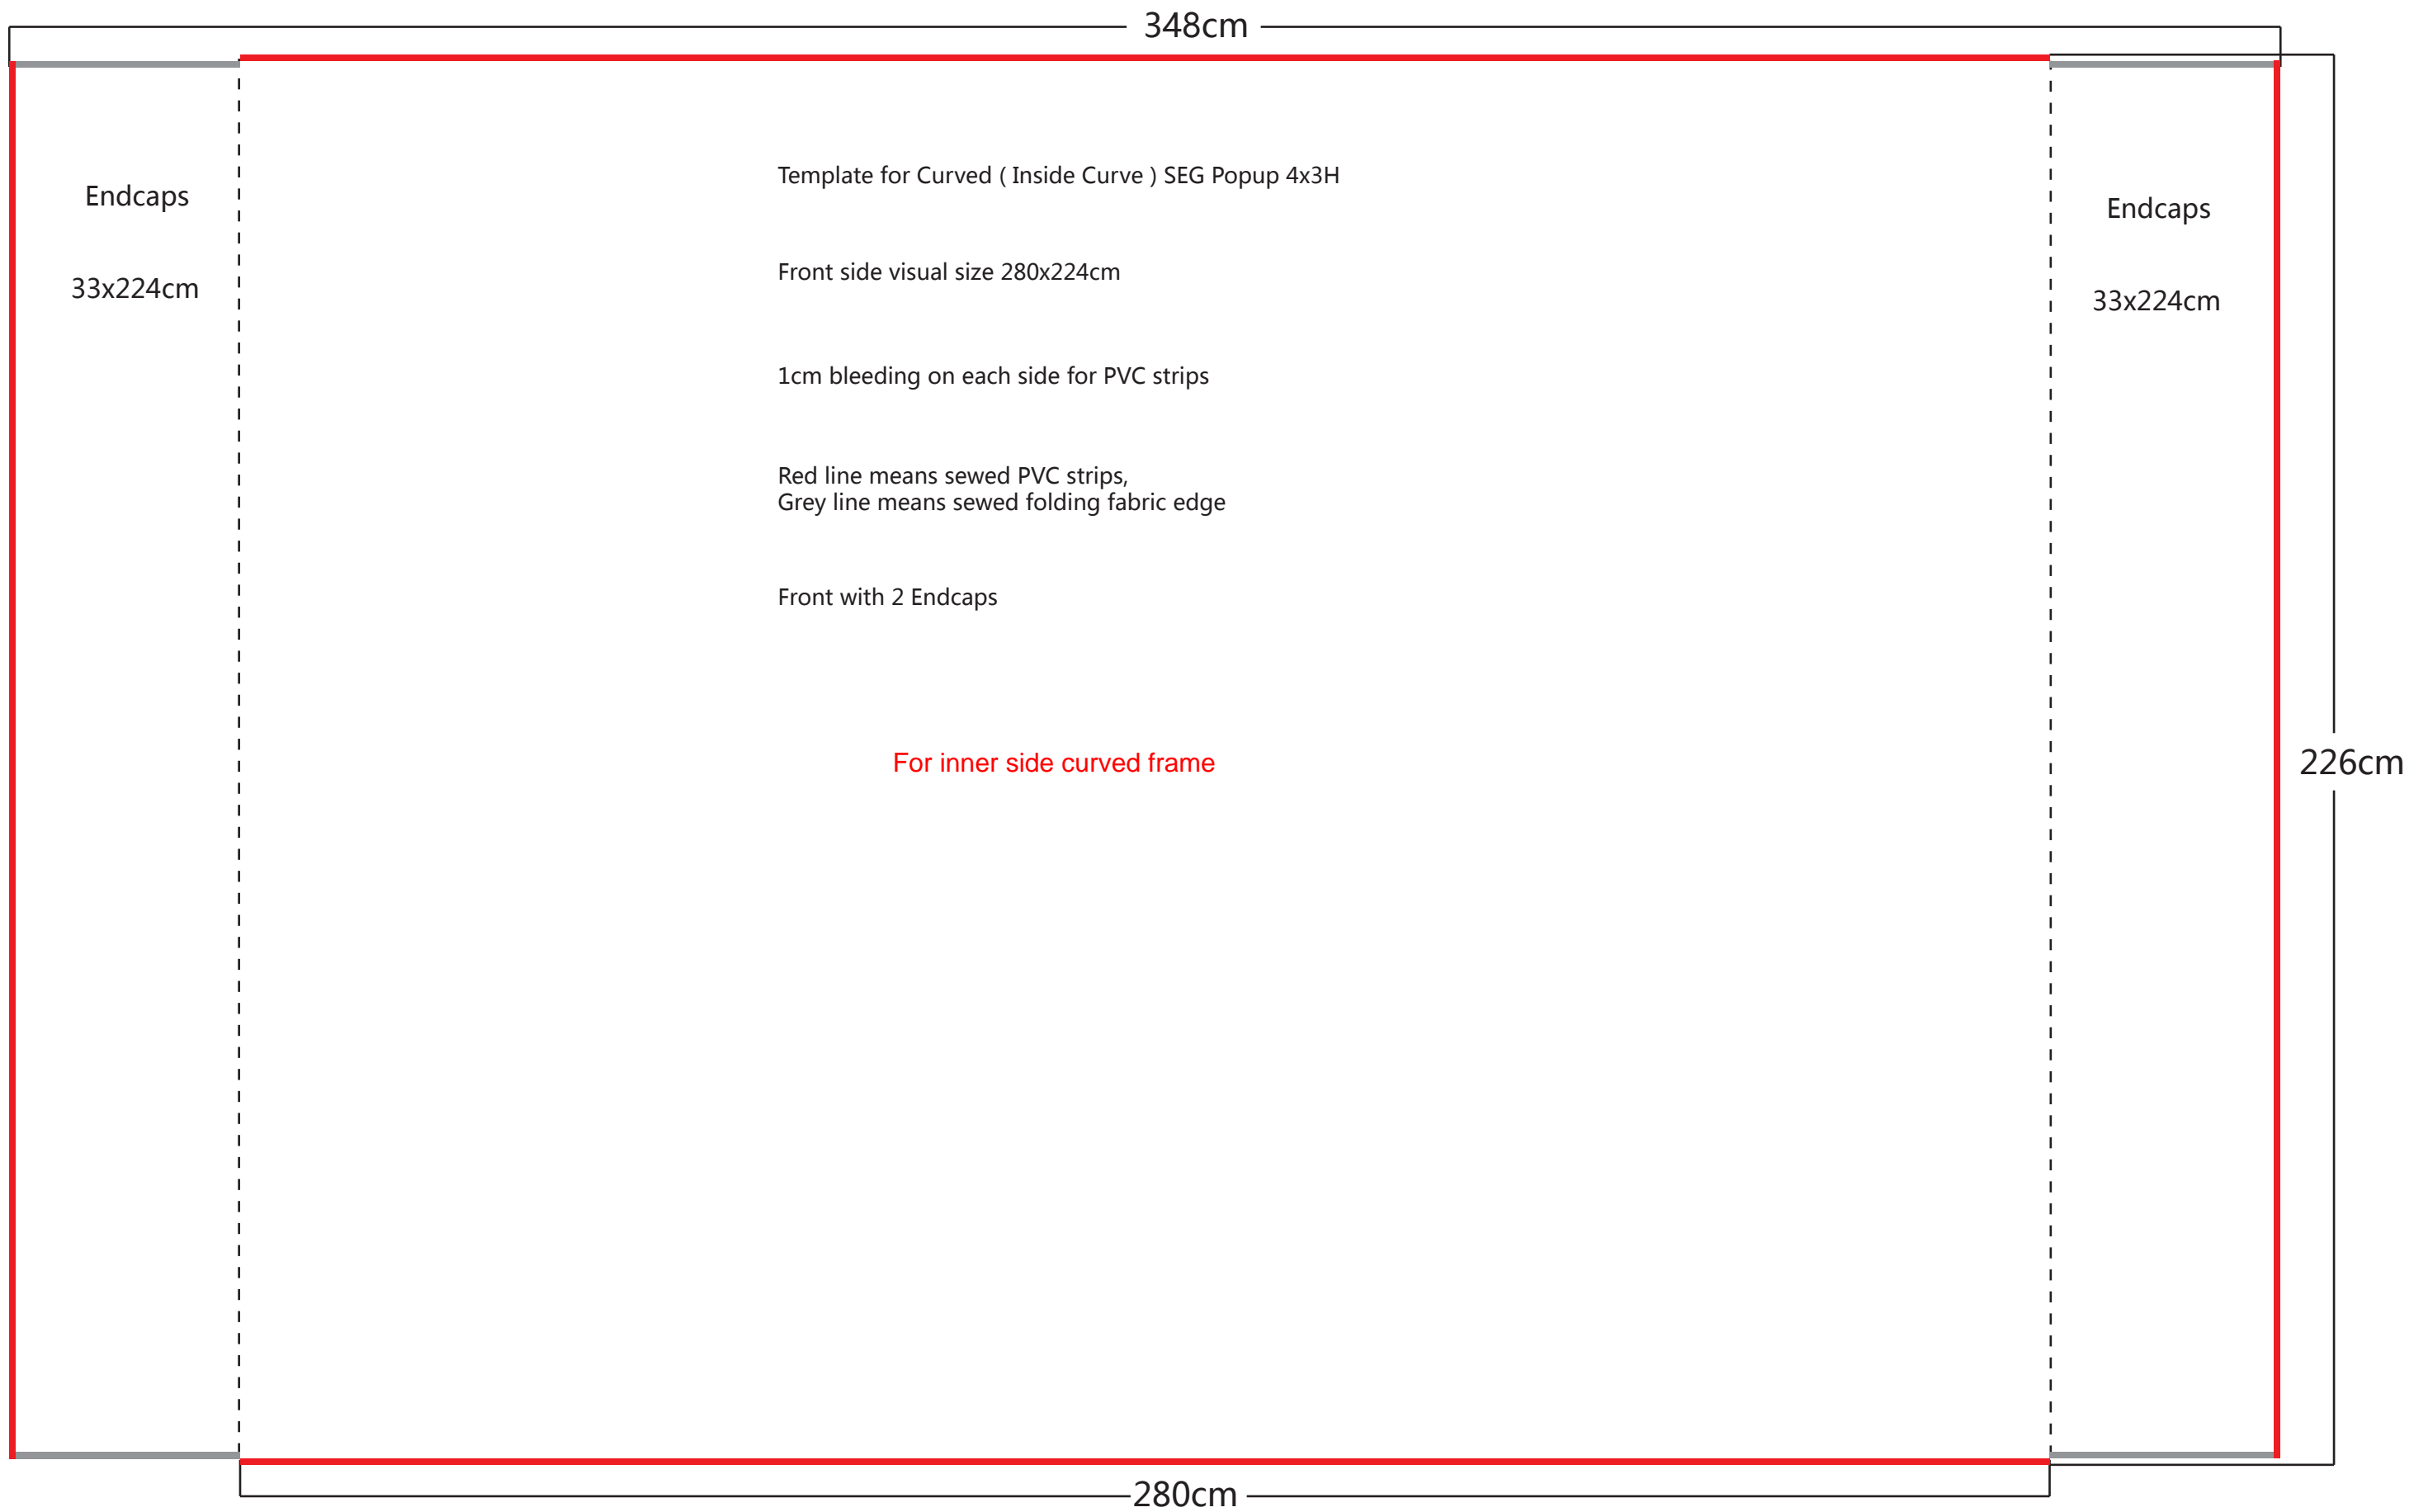 348cm
Template for Curved ( Inside Curve ) SEG Popup 4x3H
Endcaps
Endcaps
Front side visual size 280x224cm
33x224cm
33x224cm
1cm bleeding on each side for PVC strips
Red line means sewed PVC strips,
Grey line means sewed folding fabric edge
Front with 2 Endcaps
For inner side curved frame
226cm
280cm